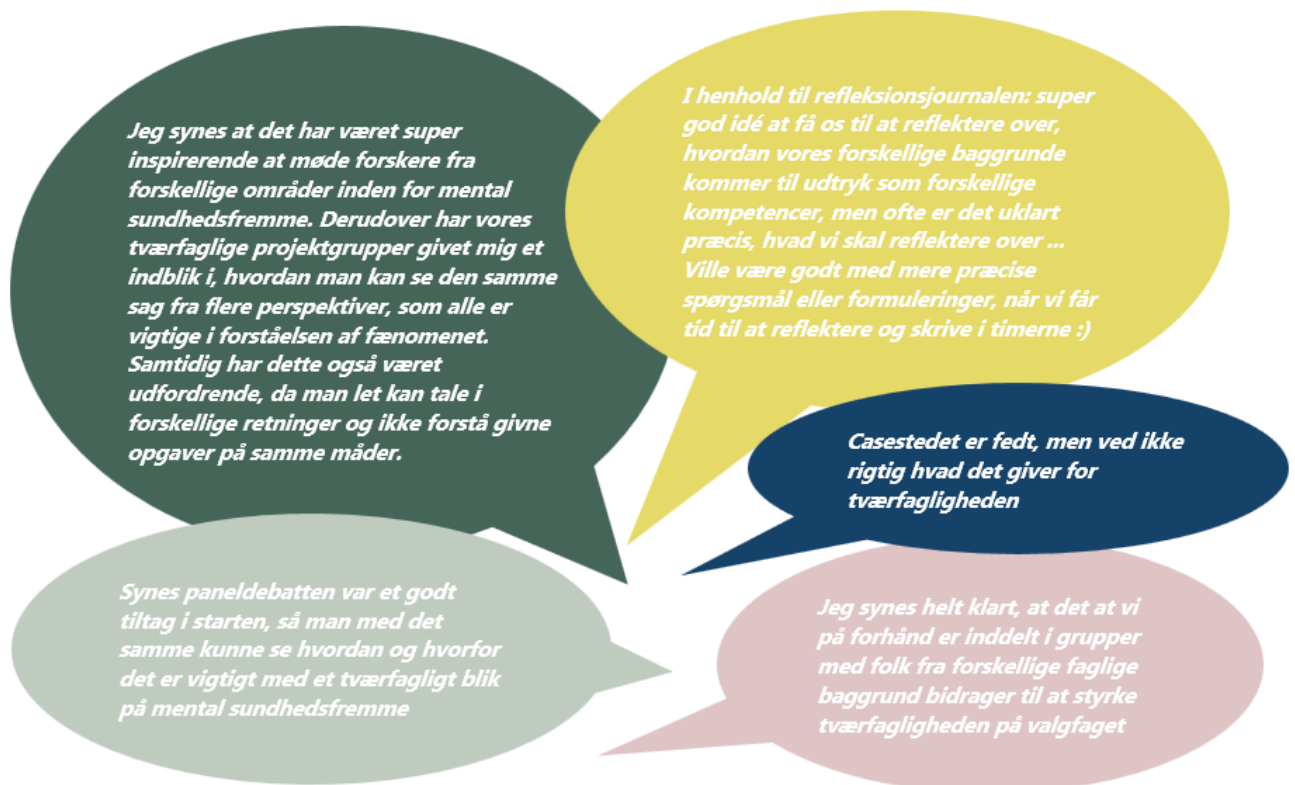 Jeg synes at det har været super
inspirerende at møde forskere fra
forskellige områder inden for mental
sundhedsfremme. Derudover har vores
tværfaglige projektgrupper givet mig et
indblik i, hvordan man kan se den samme
sag fra flere perspektiver, som alle er
vigtige i forståelsen af fænomenet.
Samtidig har dette også været
udfordrende, da man let kan tale i
forskellige retninger og ikke forstå givne
opgaver på samme måder.
I henhold til refleksionsjournalen: super
god idé at få os til at reflektere over,
hvordan vores forskellige baggrunde
kommer til udtryk som forskellige
kompetencer, men ofte er det uklart
præcis, hvad vi skal reflektere over ...
Ville være godt med mere præcise
spørgsmål eller formuleringer, når vi får
tid til at reflektere og skrive i timerne :)
Casestedet er fedt, men ved ikke
rigtig hvad det giver for
tværfagligheden
Synes paneldebatten var et godt
tiltag i starten, så man med det
samme kunne se hvordan og hvorfor
det er vigtigt med et tværfagligt blik
på mental sundhedsfremme
Jeg synes helt klart, at det at vi
på forhånd er inddelt i grupper
med folk fra forskellige faglige
baggrund bidrager til at styrke
tværfagligheden på valgfaget